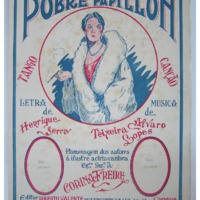 POBRE PAPILLON
TANGO
CANÇÃO
LETRA de
MUSICA de
Henrique
Serra
Teixeira
Alvaro
Lopes
Homenagem dos autores
à ilustre actriz-cantora
CORINA FREIRE
Editor